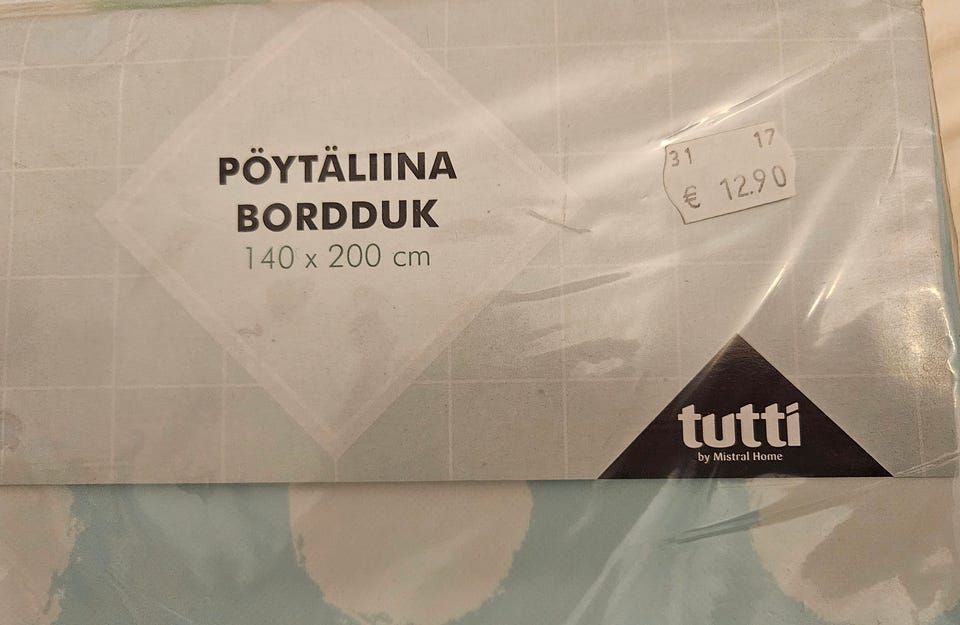 PÖYTÄLIINA
BORDDUK
140 x 200 cm
31 17
€ 12.90
tutti
by Mistral Home